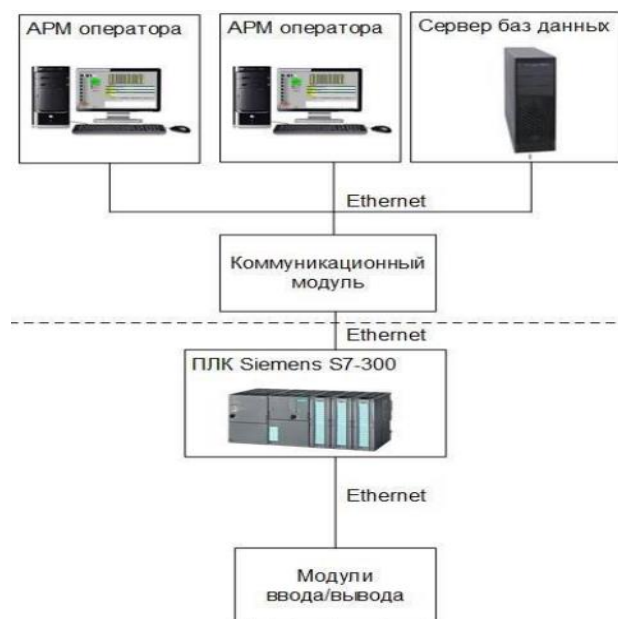 АРМ оператора
АРМ оператора
Сервер баз данных
Ethernet
Коммуникационный
модуль
Ethernet
ПЛК Siemens S7-300
Ethernet
Модули
ввода/вывода